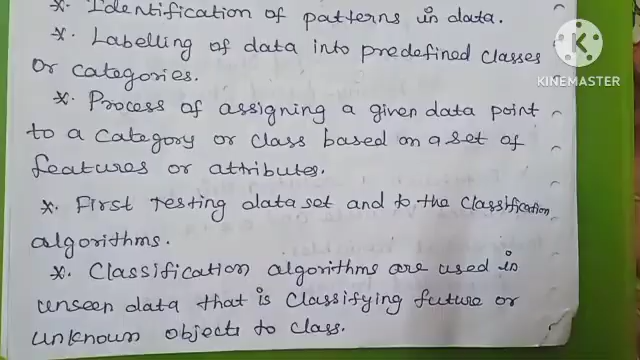 *. Identification of patterns in data.
*. Labelling of data into predefined classes
or categories.
*. Process of assigning a given data point
to a category or class based on a set of
features or attributes.
*. First testing data set and to the classification
algorithms.
*. Classification algorithms are used in
unseen data that is classifying future or
unknown objects to class.
KINEMASTER